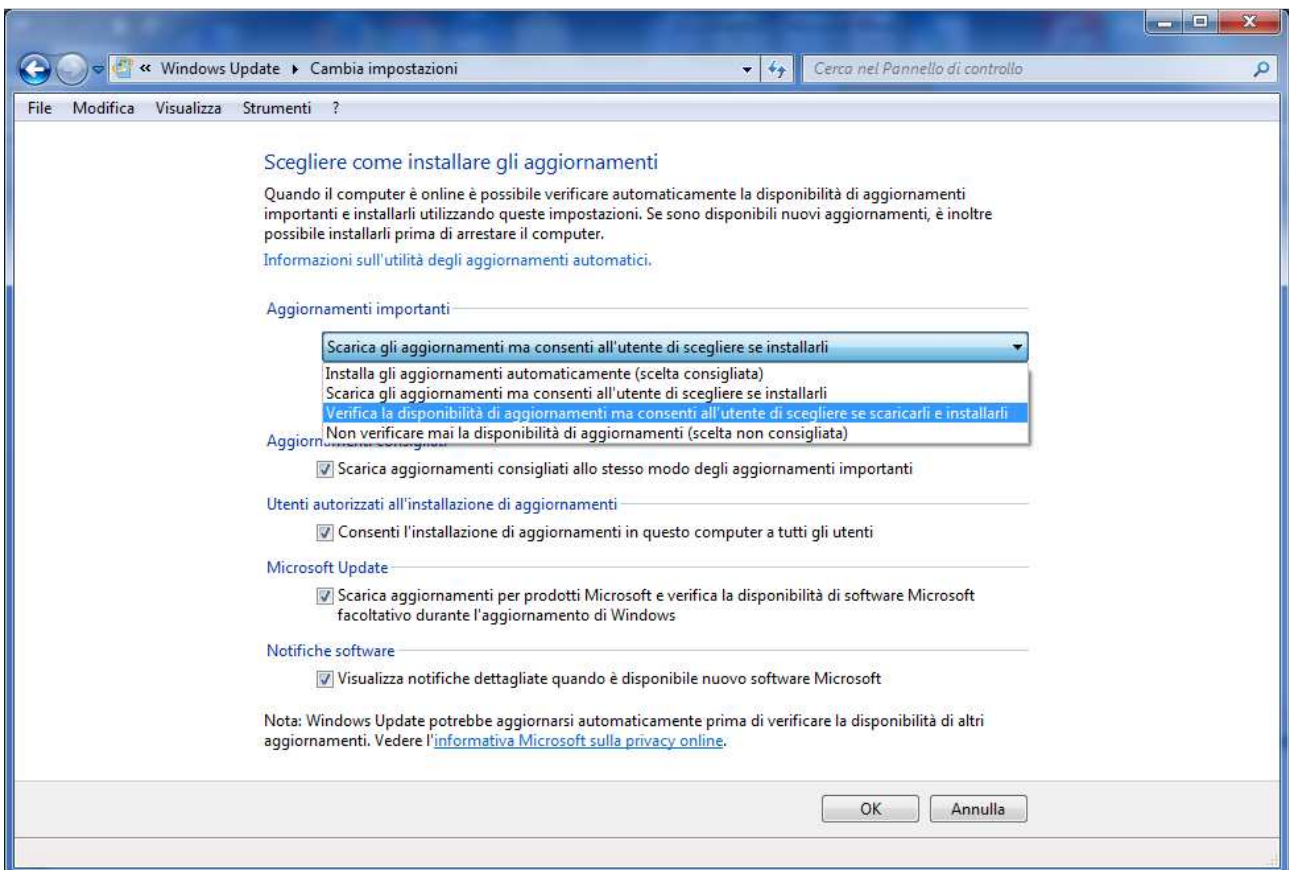 « Windows Update ▸ Cambia impostazioni
Cerca nel Pannello di controllo
File Modifica Visualizza Strumenti ?
Scegliere come installare gli aggiornamenti
Quando il computer è online è possibile verificare automaticamente la disponibilità di aggiornamenti
importanti e installarli utilizzando queste impostazioni. Se sono disponibili nuovi aggiornamenti, è inoltre
possibile installarli prima di arrestare il computer.
Informazioni sull'utilità degli aggiornamenti automatici.
Aggiornamenti importanti
Scarica gli aggiornamenti ma consenti all'utente di scegliere se installarli
Installa gli aggiornamenti automaticamente (scelta consigliata)
Scarica gli aggiornamenti ma consenti all'utente di scegliere se installarli
Verifica la disponibilità di aggiornamenti ma consenti all'utente di scegliere se scaricarli e installarli
Non verificare mai la disponibilità di aggiornamenti (scelta non consigliata)
Scarica aggiornamenti consigliati allo stesso modo degli aggiornamenti importanti
Utenti autorizzati all'installazione di aggiornamenti
Consenti l'installazione di aggiornamenti in questo computer a tutti gli utenti
Microsoft Update
Scarica aggiornamenti per prodotti Microsoft e verifica la disponibilità di software Microsoft
facoltativo durante l'aggiornamento di Windows
Notifiche software
Visualizza notifiche dettagliate quando è disponibile nuovo software Microsoft
Nota: Windows Update potrebbe aggiornarsi automaticamente prima di verificare la disponibilità di altri
aggiornamenti. Vedere l'informativa Microsoft sulla privacy online.
OK Annulla